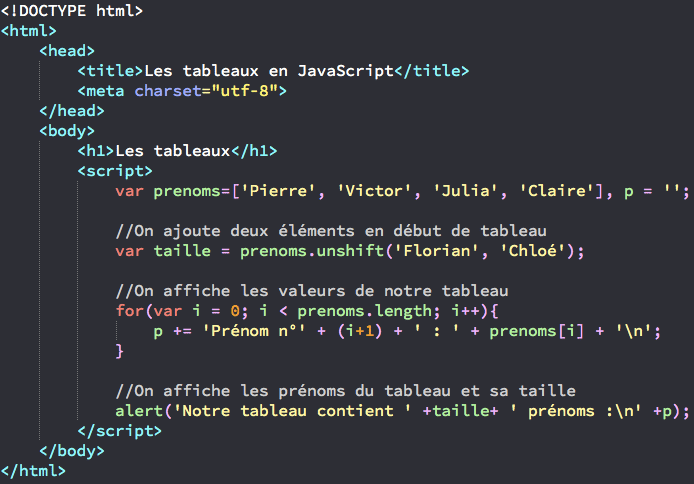 <!DOCTYPE html>
<html>
<head>
<title>Les tableaux en JavaScript</title>
<meta charset="utf-8">
</head>
<body>
<h1>Les tableaux</h1>
<script>
var prenoms=['Pierre', 'Victor', 'Julia', 'Claire'], p = '';
//On ajoute deux éléments en début de tableau
var taille = prenoms.unshift('Florian', 'Chloé');
//On affiche les valeurs de notre tableau
for(var i = 0; i < prenoms.length; i++){
p += 'Prénom n°' + (i+1) + ' : ' + prenoms[i] + '\n';
}
//On affiche les prénoms du tableau et sa taille
alert('Notre tableau contient ' +taille+ ' prénoms :\n' +p);
</script>
</body>
</html>